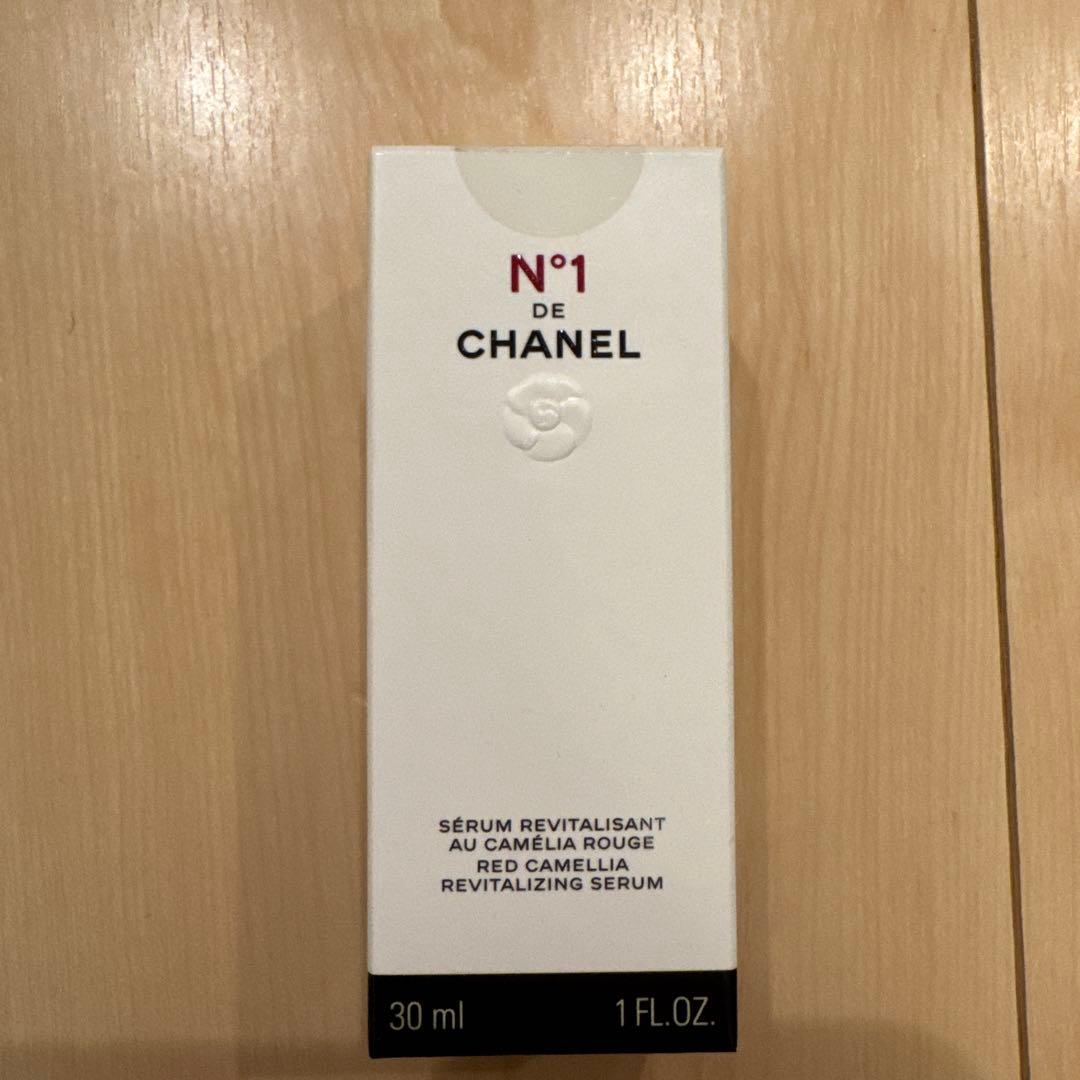 N°1
DE
CHANEL
SÉRUM REVITALISANT
AU CAMÉLIA ROUGE
RED CAMELLIA
REVITALIZING SERUM
30 ml 1 FL.OZ.